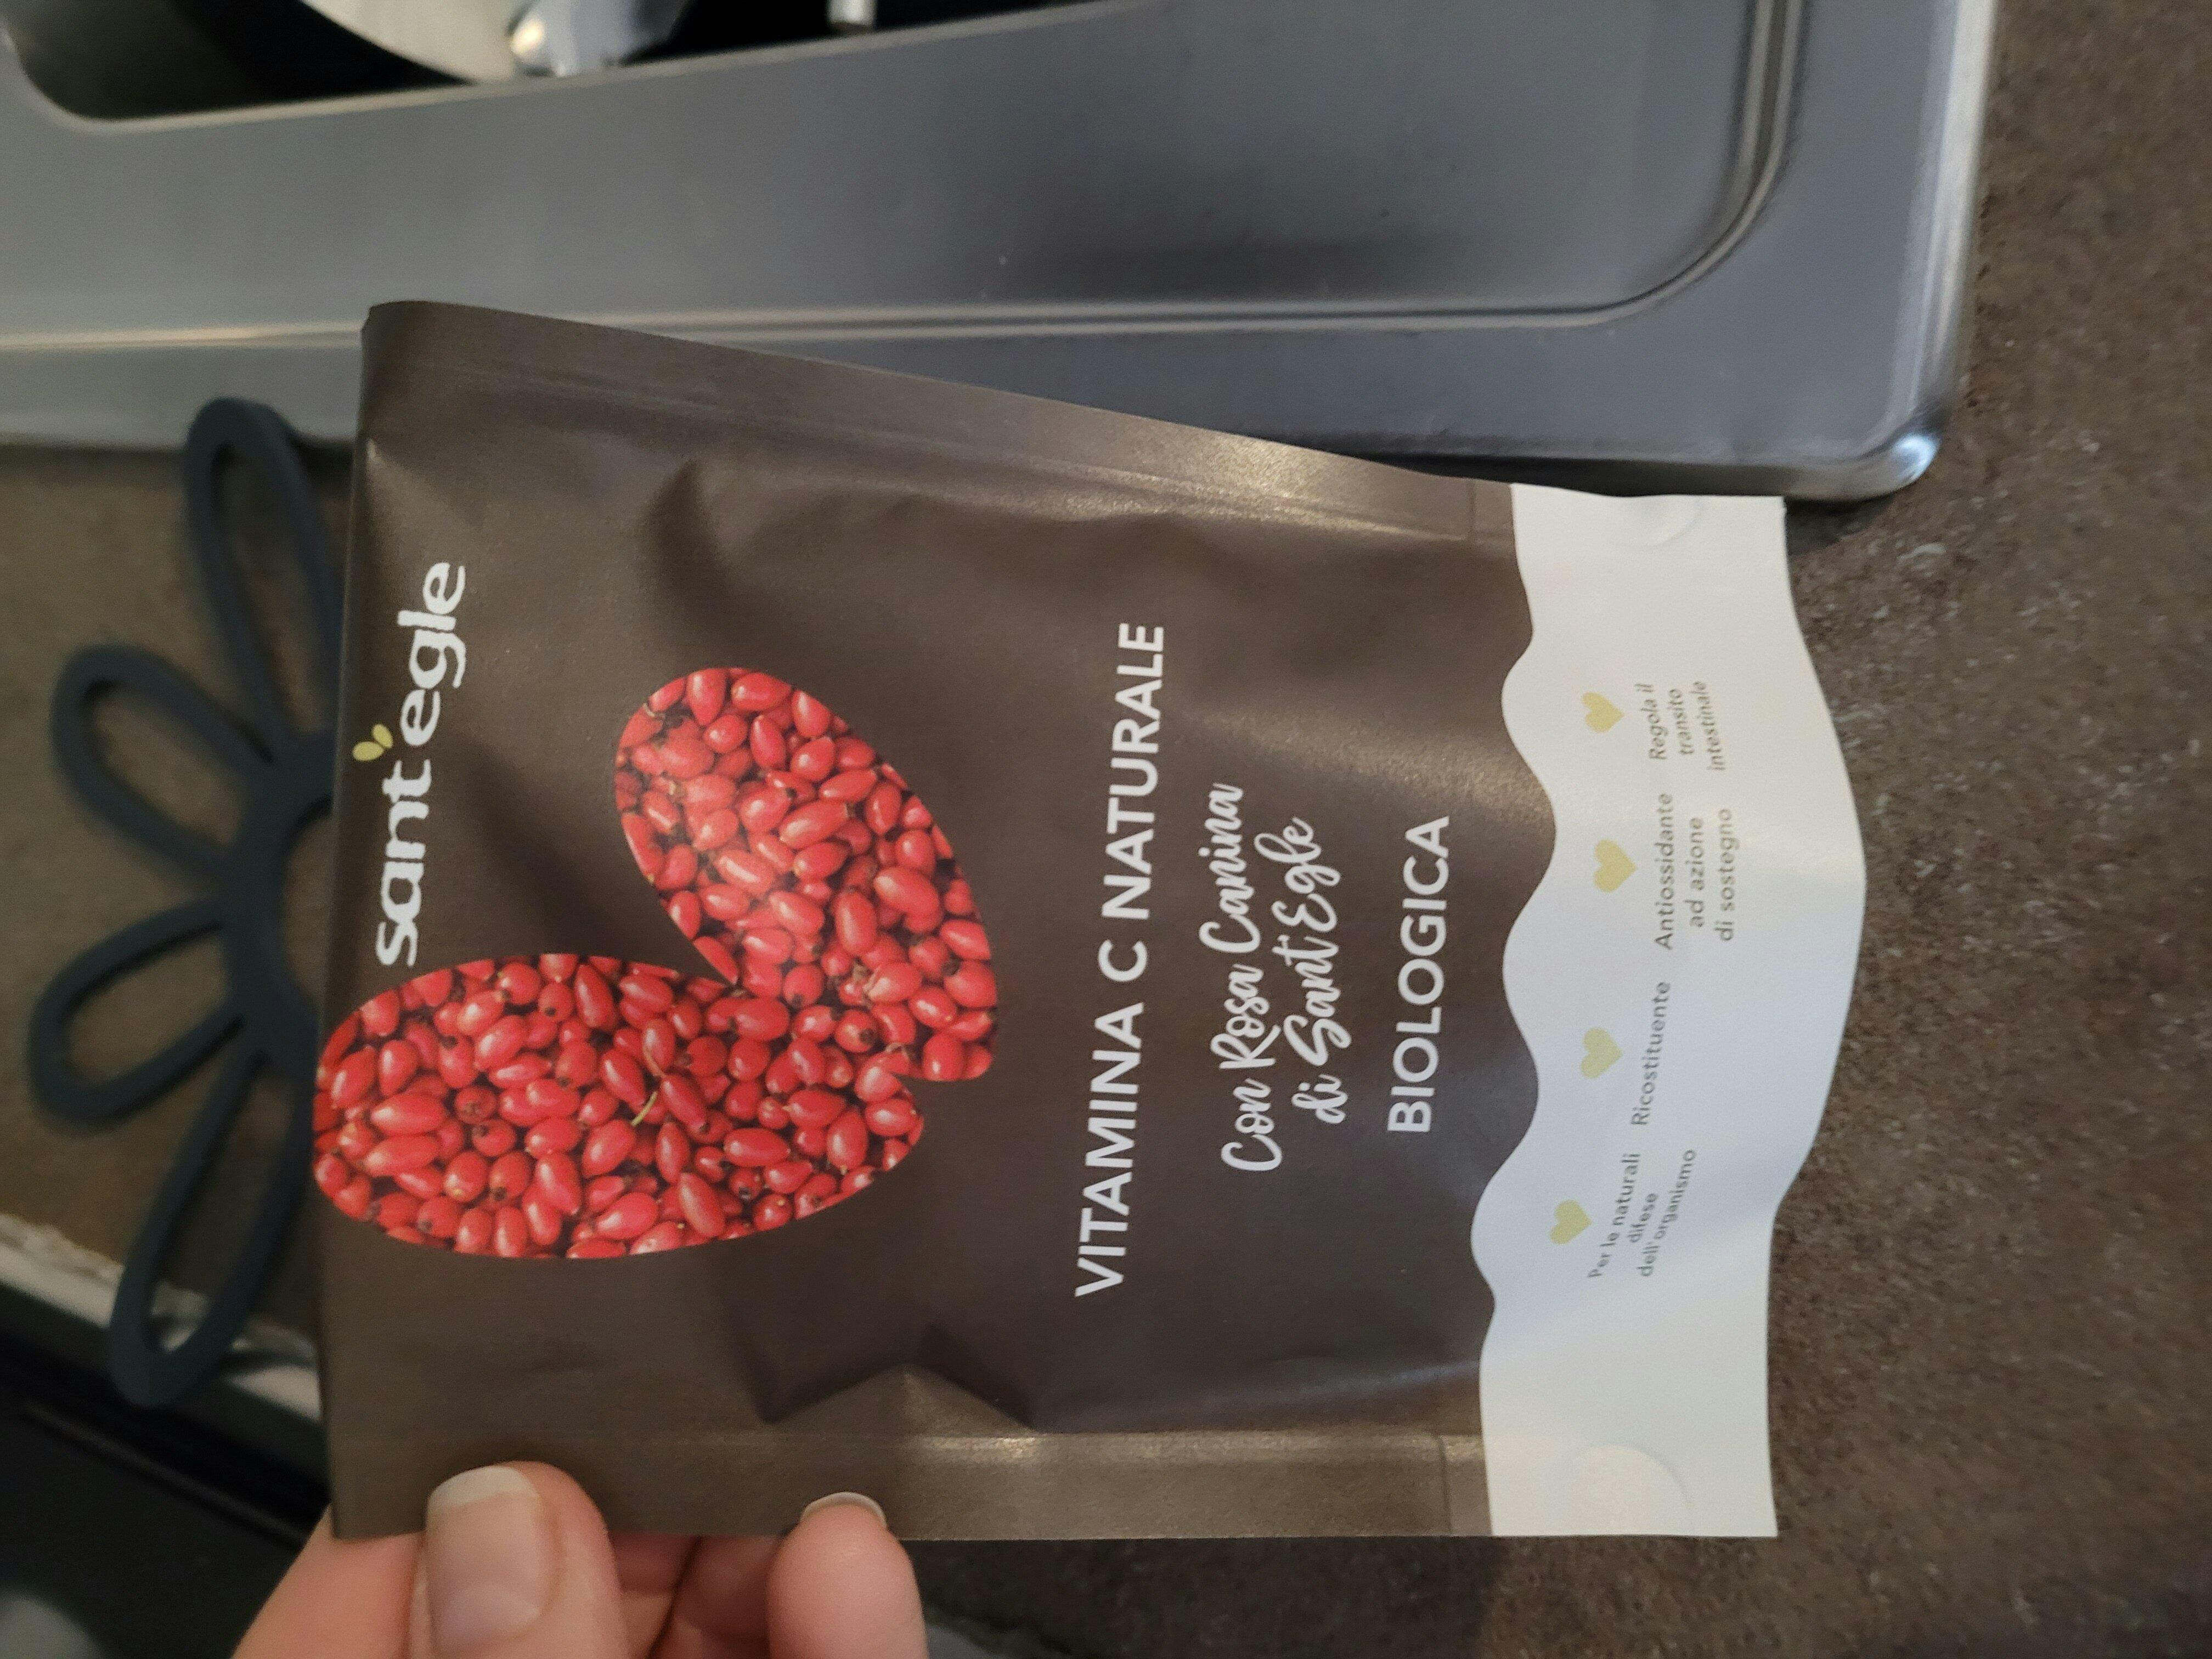 sant'egle
VITAMINA C NATURALE
Con Rosa Canina
di Sant'Egle
BIOLOGICA
Per le naturali
difese
dell'organismo
Ricostituente
Antiossidante
ad azione
di sostegno
Regola il
transito
intestinale